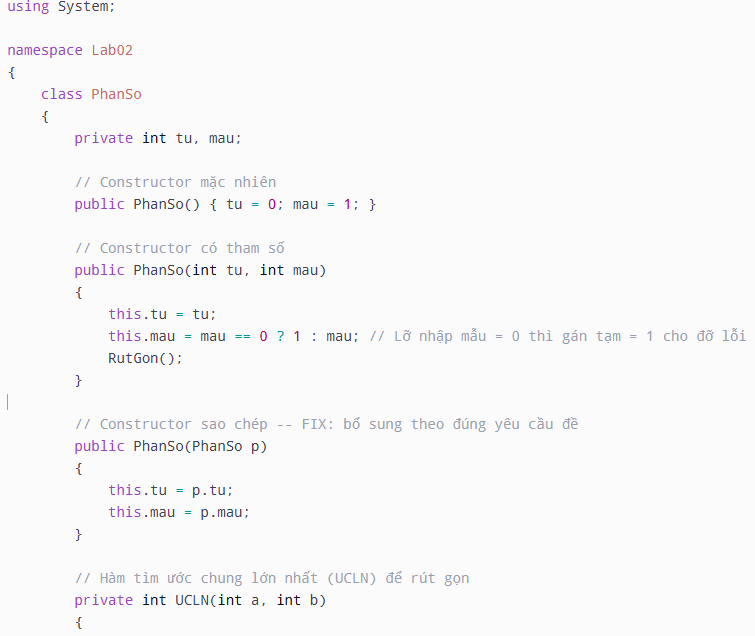 using System;
namespace Lab02
{
class PhanSo
{
private int tu, mau;
// Constructor mặc nhiên
public PhanSo() { tu = 0; mau = 1; }
// Constructor có tham số
public PhanSo(int tu, int mau)
{
this.tu = tu;
this.mau = mau == 0 ? 1 : mau; // Lỡ nhập mẫu = 0 thì gán tạm = 1 cho đỡ lỗi
RutGon();
}
// Constructor sao chép -- FIX: bổ sung theo đúng yêu cầu đề
public PhanSo(PhanSo p)
{
this.tu = p.tu;
this.mau = p.mau;
}
// Hàm tìm ước chung lớn nhất (UCLN) để rút gọn
private int UCLN(int a, int b)
{